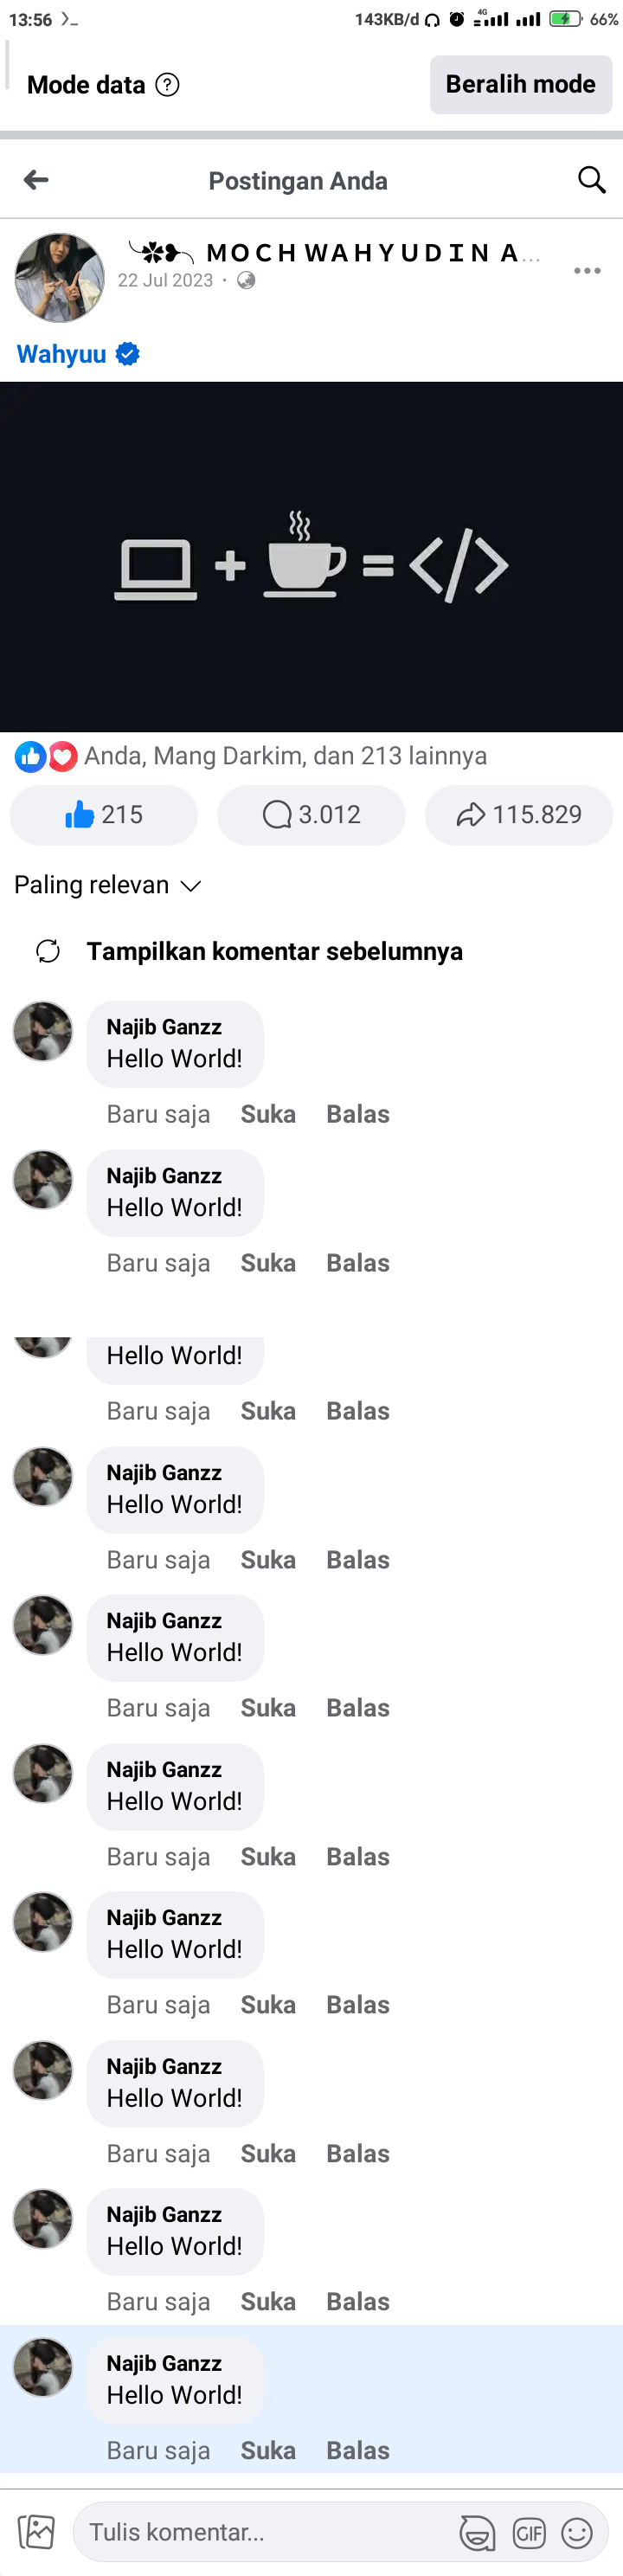 13:56
143KB/d 4G 66%
Mode data
Beralih mode
Postingan Anda
MOCH WAHYUDIN A...
22 Jul 2023 ·
Wahyuu
+ = </>
Anda, Mang Darkim, dan 213 lainnya
215 3.012 115.829
Paling relevan
Tampilkan komentar sebelumnya
Najib Ganzz
Hello World!
Baru saja Suka Balas
Najib Ganzz
Hello World!
Baru saja Suka Balas
Hello World!
Baru saja Suka Balas
Najib Ganzz
Hello World!
Baru saja Suka Balas
Najib Ganzz
Hello World!
Baru saja Suka Balas
Najib Ganzz
Hello World!
Baru saja Suka Balas
Najib Ganzz
Hello World!
Baru saja Suka Balas
Najib Ganzz
Hello World!
Baru saja Suka Balas
Najib Ganzz
Hello World!
Baru saja Suka Balas
Najib Ganzz
Hello World!
Baru saja Suka Balas
Tulis komentar...
GIF